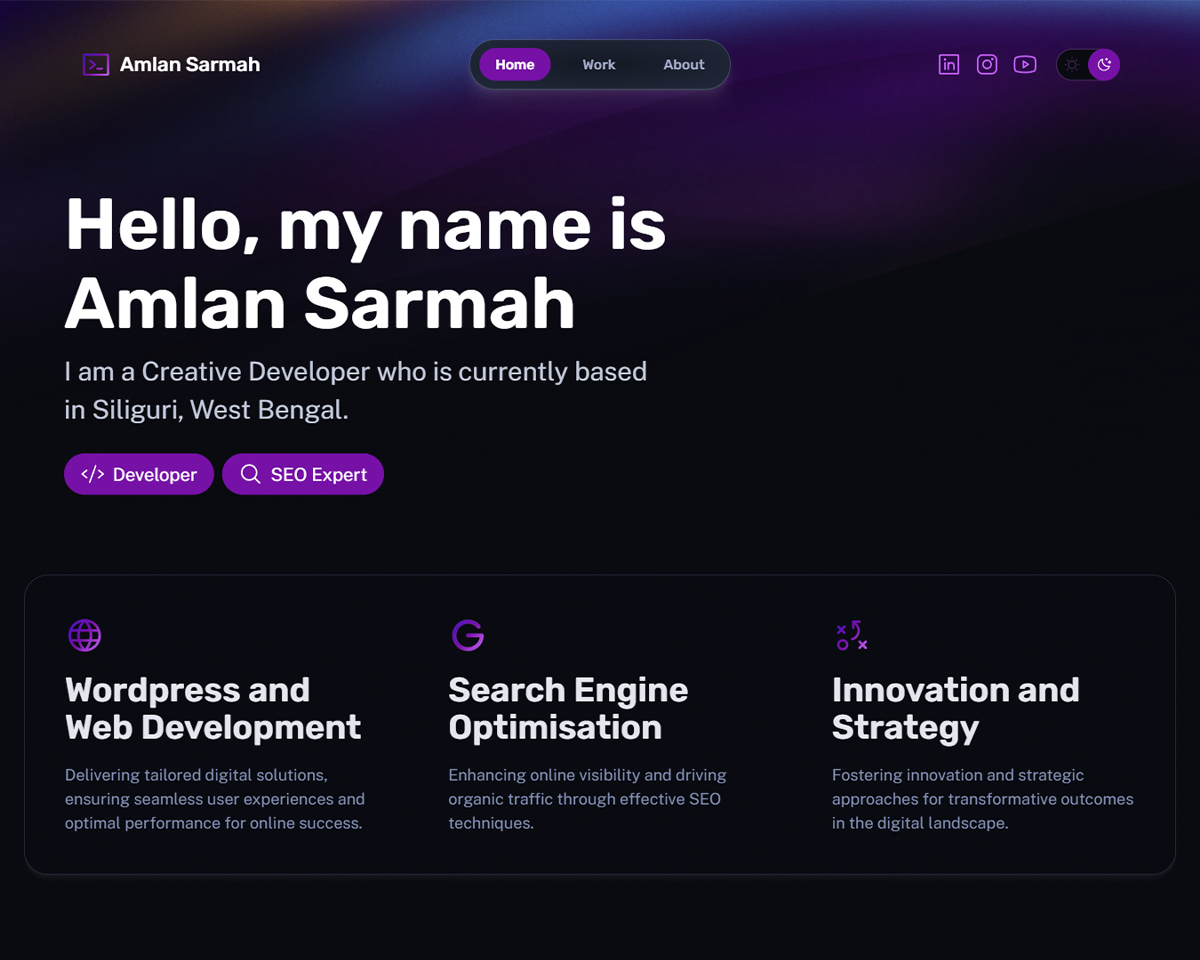 Amlan Sarmah
Home Work About
Hello, my name is
Amlan Sarmah
I am a Creative Developer who is currently based
in Siliguri, West Bengal.
</> Developer
SEO Expert
Wordpress and
Web Development
Delivering tailored digital solutions,
ensuring seamless user experiences and
optimal performance for online success.
Search Engine
Optimisation
Enhancing online visibility and driving
organic traffic through effective SEO
techniques.
Innovation and
Strategy
Fostering innovation and strategic
approaches for transformative outcomes
in the digital landscape.